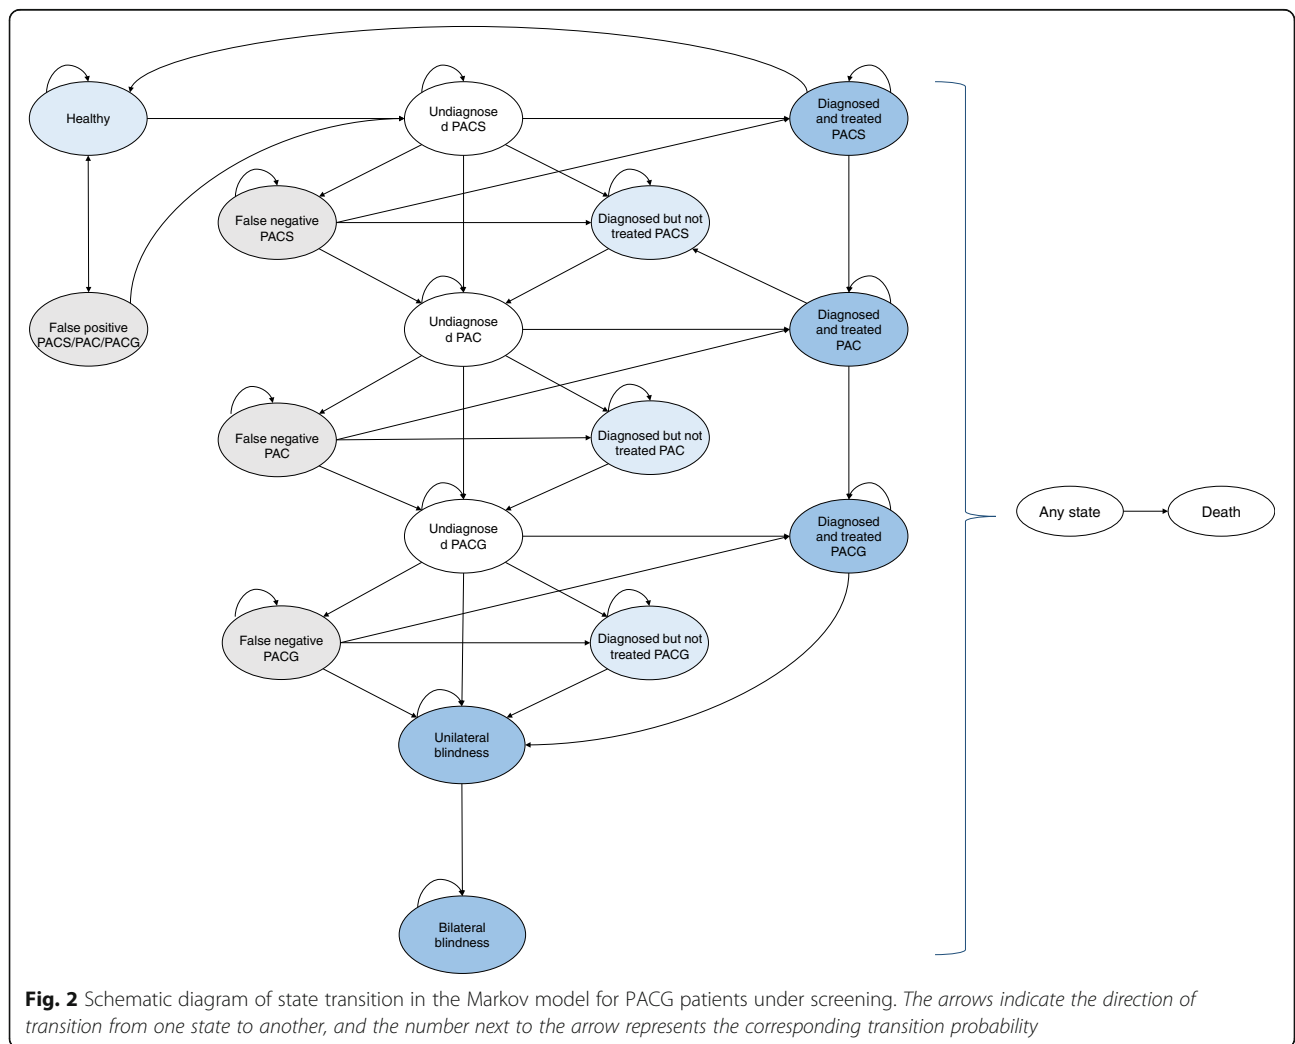 Healthy
Undiagnose
d PACS
Diagnosed
and treated
PACS
False negative
PACS
Diagnosed but not
treated PACS
False positive
PACS/PAC/PACG
Undiagnose
d PAC
Diagnosed
and treated
PAC
False negative
PAC
Diagnosed but not
treated PAC
Undiagnose
d PACG
Diagnosed
and treated
PACG
Any state
Death
False negative
PACG
Diagnosed but not
treated PACG
Unilateral
blindness
Bilateral
blindness
Fig. 2 Schematic diagram of state transition in the Markov model for PACG patients under screening. The arrows indicate the direction of
transition from one state to another, and the number next to the arrow represents the corresponding transition probability